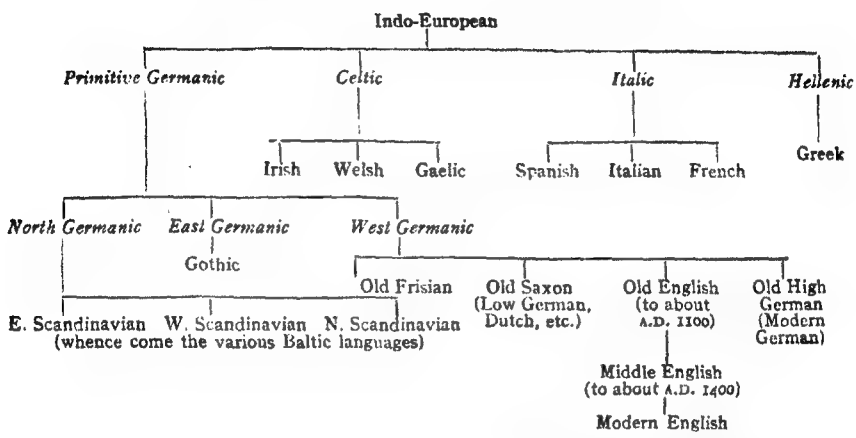 Indo-European
Primitive Germanic Celtic Italic Hellenic
Irish Welsh Gaelic Spanish Italian French Greek
North Germanic East Germanic West Germanic
Gothic
Old Frisian Old Saxon Old English Old High
(Low German, (to about German
Dutch, etc.) A.D. 1100) (Modern
German)
E. Scandinavian W. Scandinavian N. Scandinavian
(whence come the various Baltic languages)
Middle English
(to about A.D. 1400)
Modern English